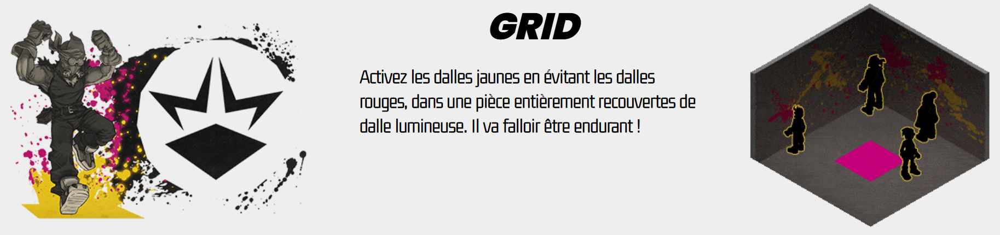 GRID
Activez les dalles jaunes en évitant les dalles
rouges, dans une pièce entièrement recouvertes de
dalle lumineuse. Il va falloir être endurant !